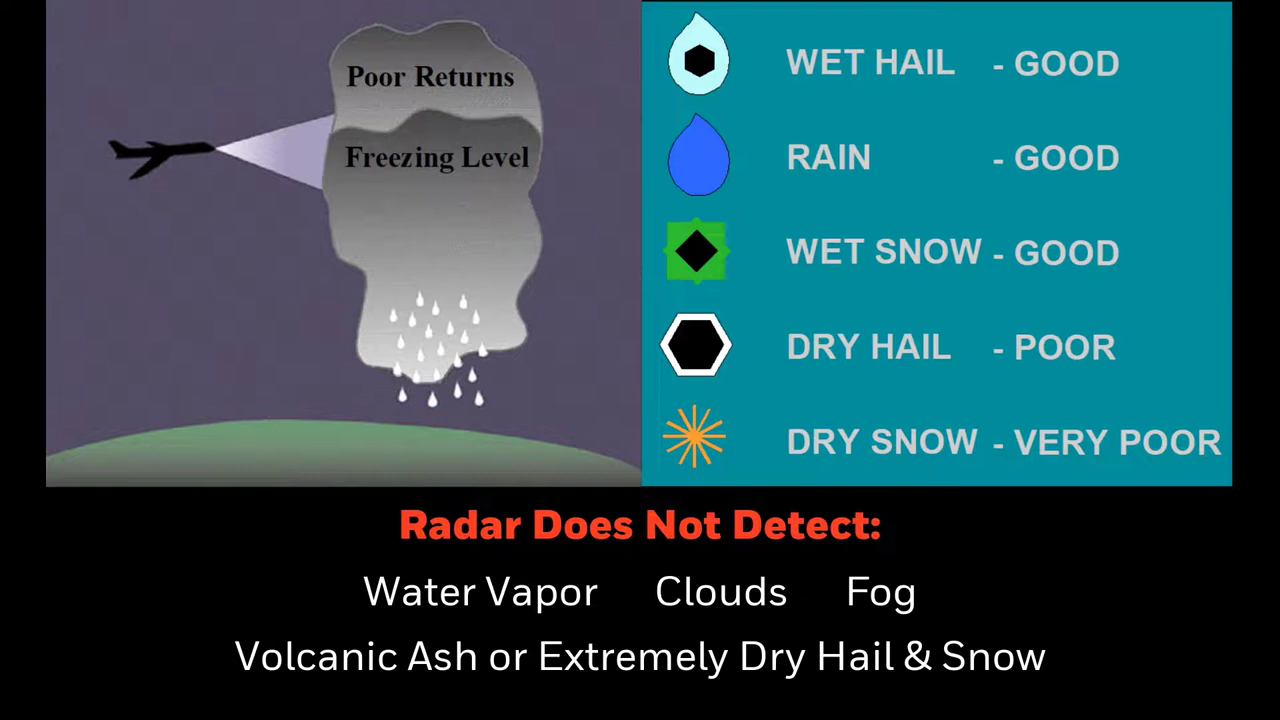 Poor Returns
Freezing Level
WET HAIL - GOOD
RAIN - GOOD
WET SNOW - GOOD
DRY HAIL - POOR
DRY SNOW - VERY POOR
Radar Does Not Detect:
Water Vapor Clouds Fog
Volcanic Ash or Extremely Dry Hail & Snow